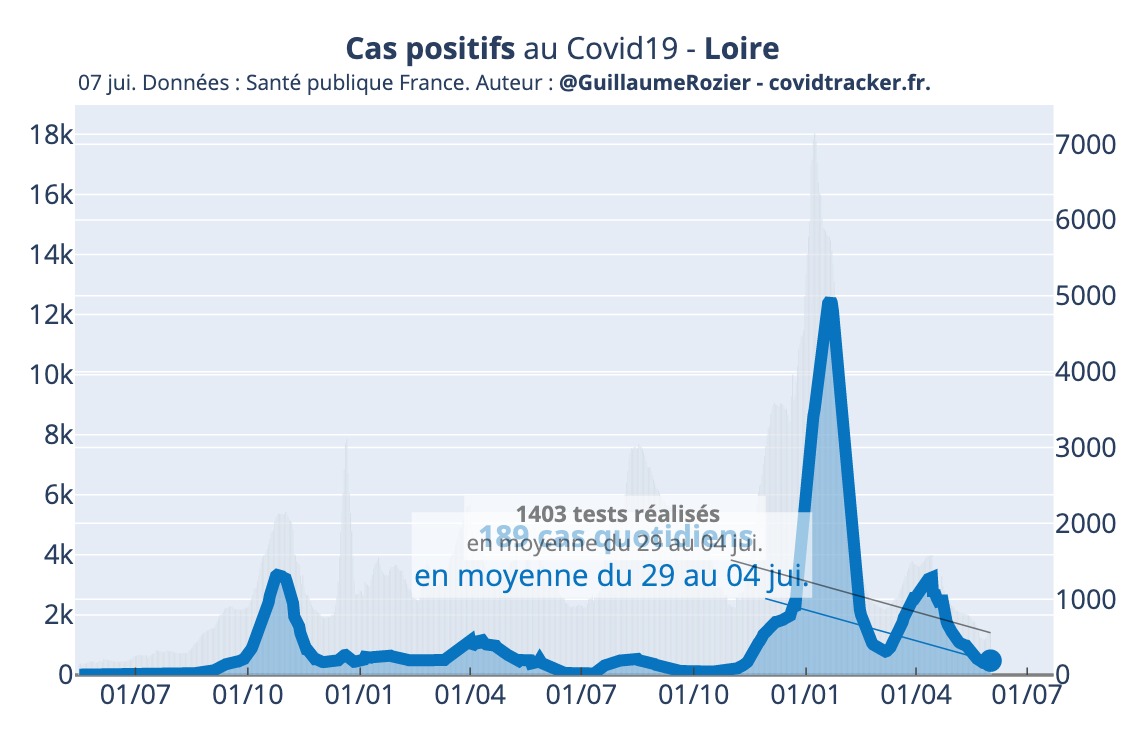 Cas positifs au Covid19 - Loire
07 jui. Données : Santé publique France. Auteur : @GuillaumeRozier - covidtracker.fr.
18k
16k
14k
12k
10k
8k
6k
4k
2k
0
7000
6000
5000
4000
3000
2000
1000
0
1403 tests réalisés
189 cas quotidiens
en moyenne du 29 au 04 jui.
en moyenne du 29 au 04 jui.
01/07 01/10 01/01 01/04 01/07 01/10 01/01 01/04 01/07